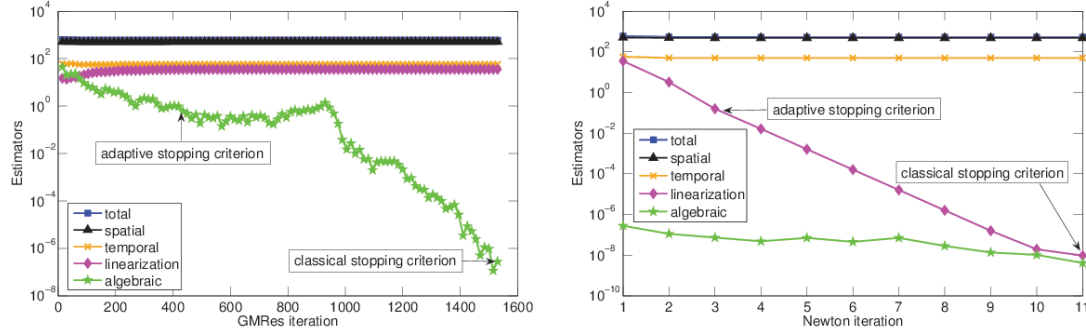 10^4
10^2
10^0
10^-2
10^-4
10^-6
10^-8
Estimators
adaptive stopping criterion
total
spatial
temporal
linearization
algebraic
classical stopping criterion
0 200 400 600 800 1000 1200 1400 1600
GMRes iteration
10^4
10^2
10^0
10^-2
10^-4
10^-6
10^-8
10^-10
Estimators
adaptive stopping criterion
total
spatial
temporal
linearization
algebraic
classical stopping criterion
1 2 3 4 5 6 7 8 9 10 11
Newton iteration